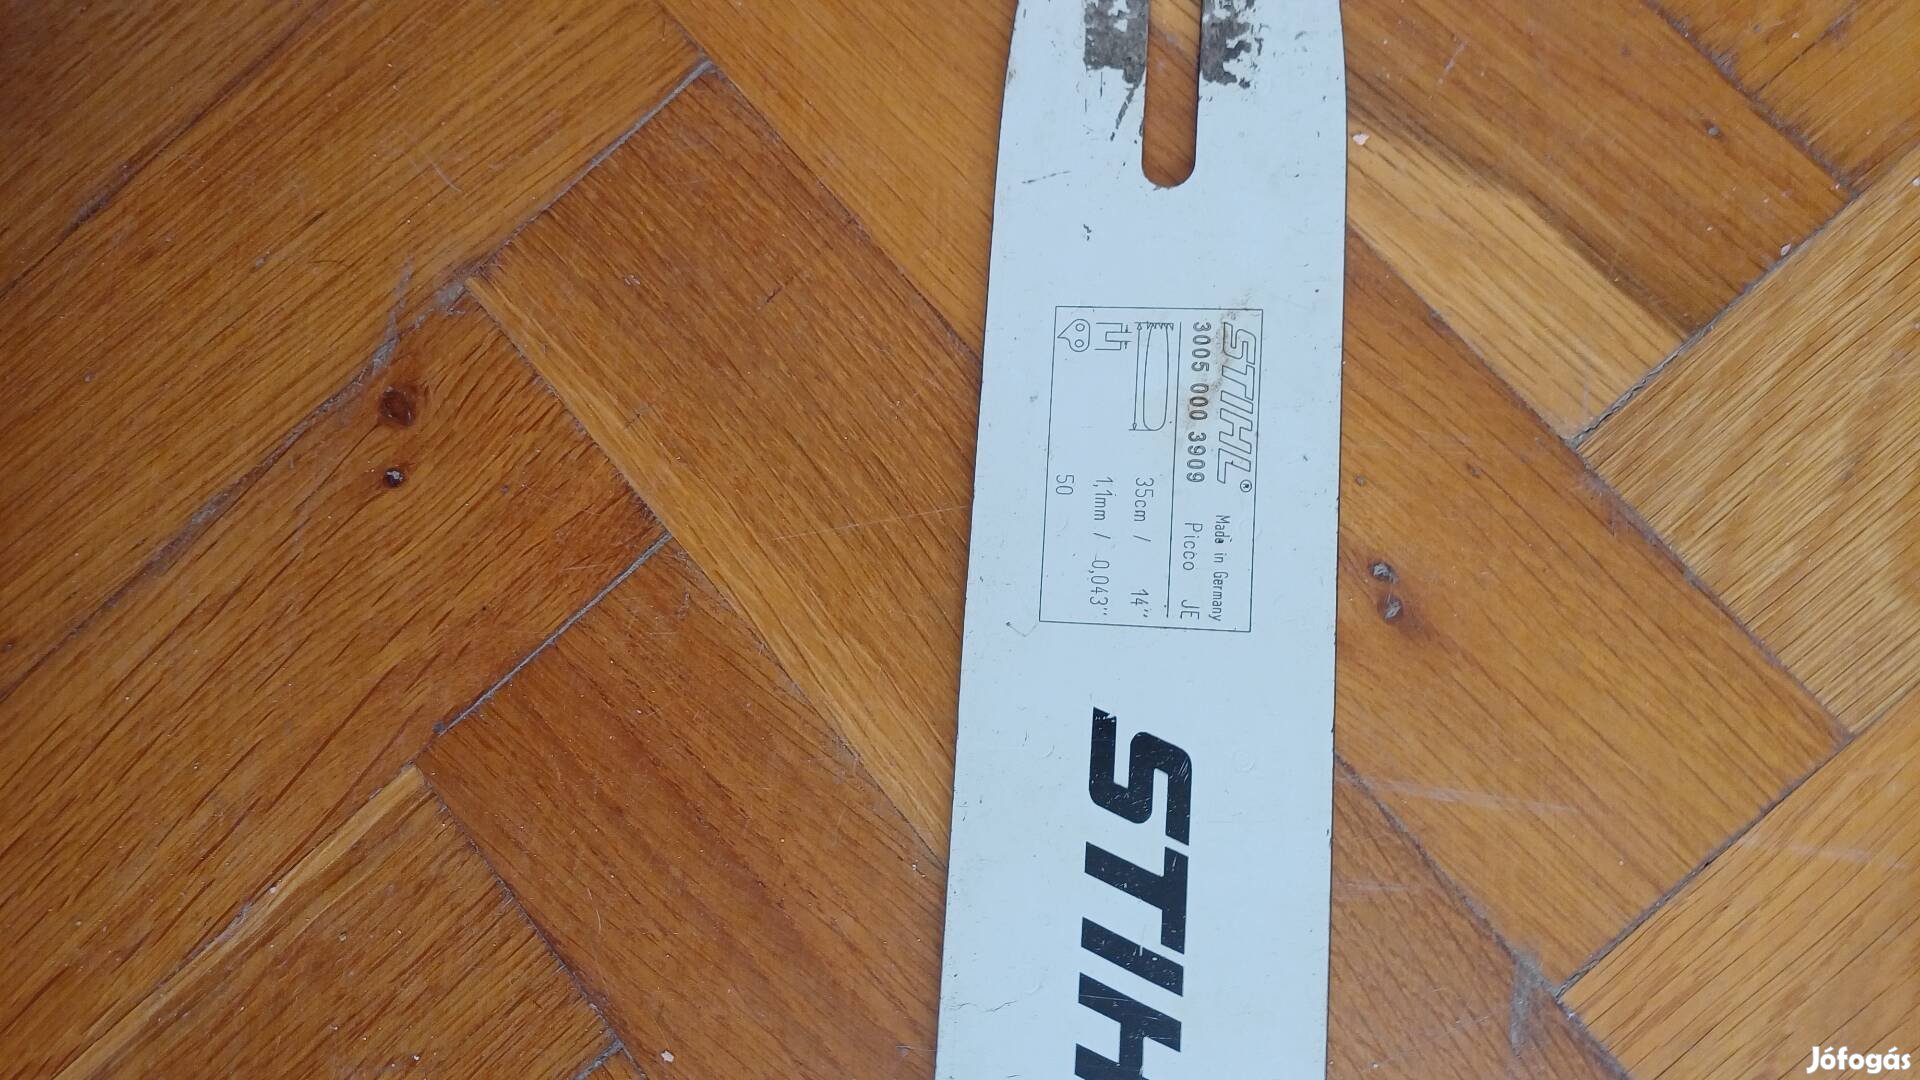 STIHL® Made in Germany
3005 000 3909 Picco JE
35cm / 14"
1,1mm / 0,043"
50
STIH
Jófogás